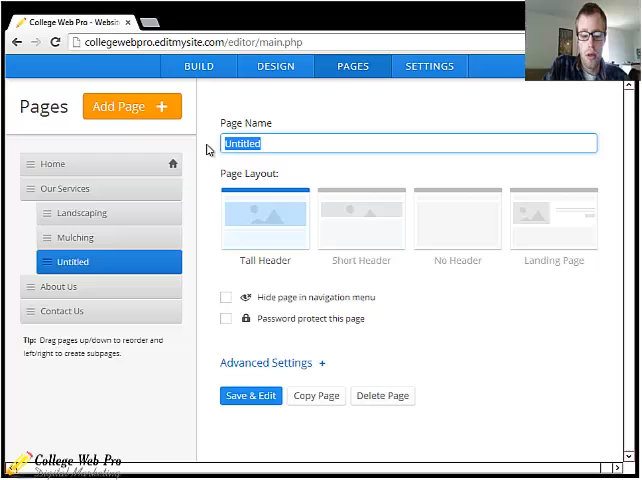 College Web Pro - Websit
collegewebpro.editmysite.com/editor/main.php
BUILD
DESIGN
PAGES
SETTINGS
Pages
Add Page +
Home
Our Services
Landscaping
Mulching
Untitled
About Us
Contact Us
Tip: Drag pages up/down to reorder and
left/right to create subpages.
Page Name
Untitled
Page Layout:
Tall Header
Short Header
No Header
Landing Page
Hide page in navigation menu
Password protect this page
Advanced Settings +
Save & Edit
Copy Page
Delete Page
College Web Pro
Digital Marketing